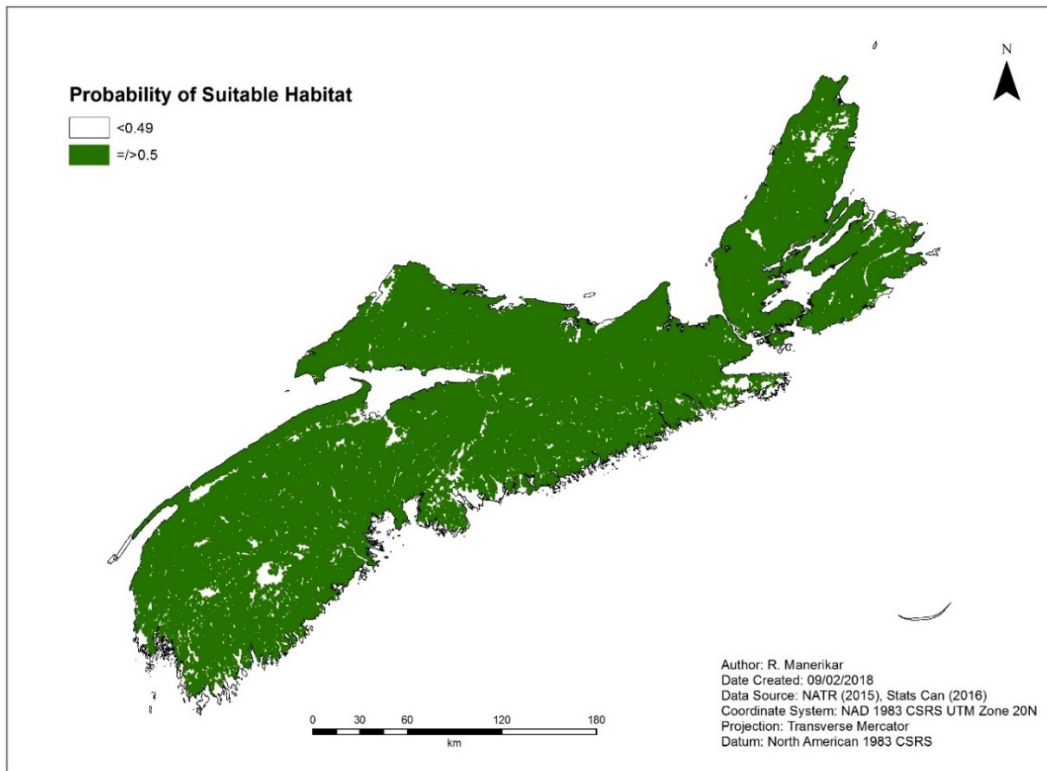 N
Probability of Suitable Habitat
<0.49
=/>0.5
Author: R. Manerikar
Date Created: 09/02/2018
Data Source: NATR (2015), Stats Can (2016)
Coordinate System: NAD 1983 CSRS UTM Zone 20N
Projection: Transverse Mercator
Datum: North American 1983 CSRS
0 30 60 120 180
km